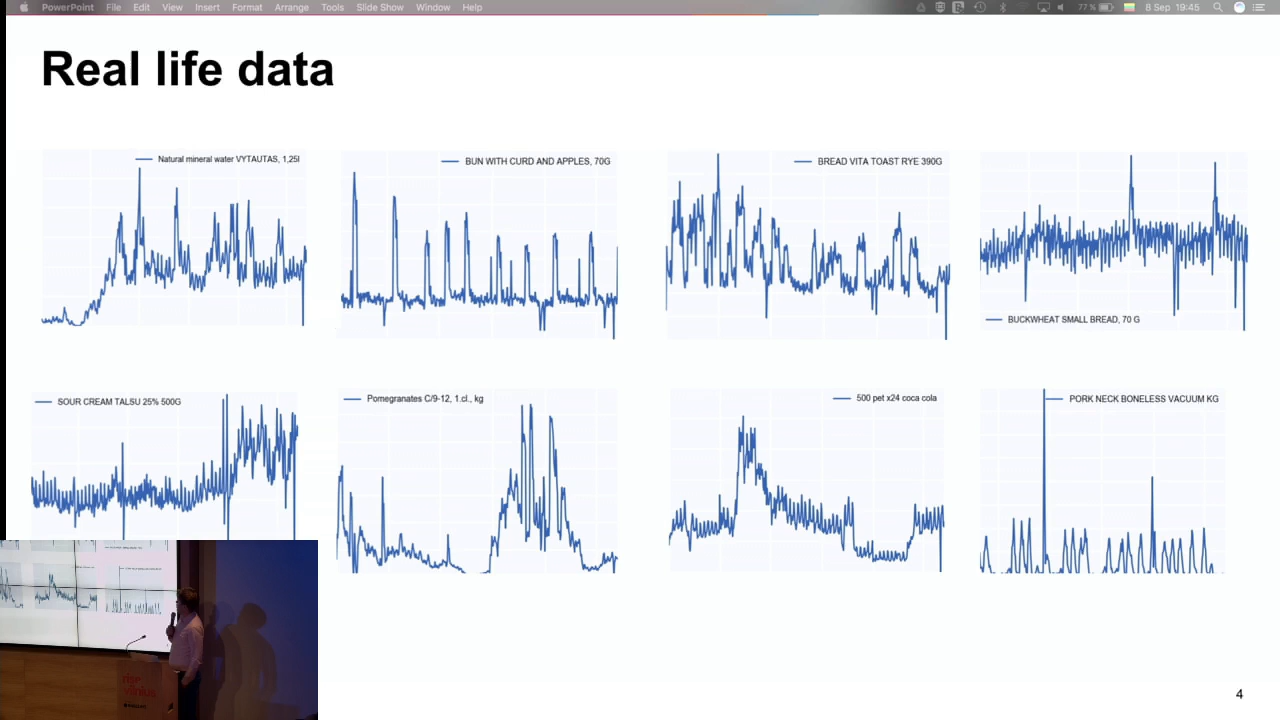 PowerPoint File Edit View Insert Format Arrange Tools Slide Show Window Help 77% 8 Sep 19:45
Real life data
Natural mineral water VYTAUTAS, 1,25l
BUN WITH CURD AND APPLES, 70G
BREAD VITA TOAST RYE 390G
BUCKWHEAT SMALL BREAD, 70 G
SOUR CREAM TALSU 25% 500G
Pomegranates C/9-12, 1.cl., kg
500 pet x24 coca cola
PORK NECK BONELESS VACUUM KG
rise
vilnius
4